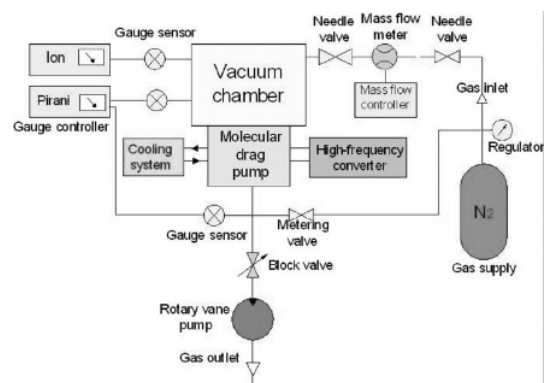 Needle
valve
Mass flow
meter
Needle
valve
Gauge sensor
Ion
Vacuum
chamber
Pirani
Gauge controller
Mass flow
controller
Gas inlet
Molecular
drag
pump
Cooling
system
High-frequency
converter
Regulator
N2
Gauge sensor
Metering
valve
Block valve
Gas supply
Rotary vane
pump
Gas outlet